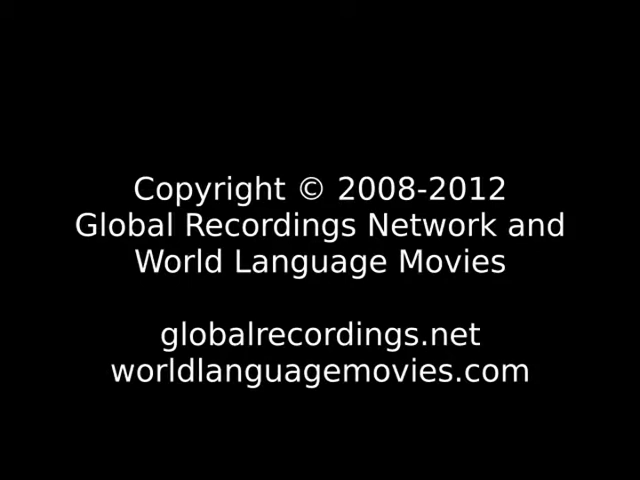 Copyright © 2008-2012
Global Recordings Network and
World Language Movies
globalrecordings.net
worldlanguagemovies.com